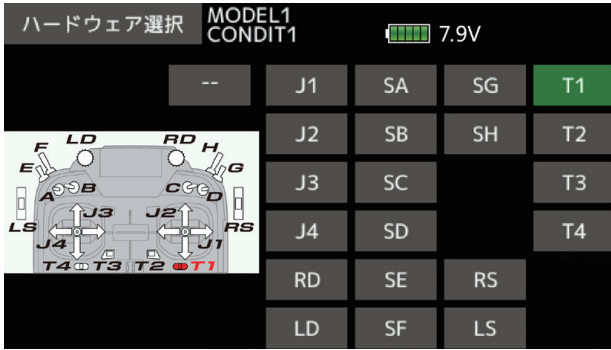 ハードウェア選択 MODEL1
CONDIT1 7.9V
-- J1 SA SG T1
J2 SB SH T2
J3 SC T3
J4 SD T4
RD SE RS
LD SF LS
F LD RD H
E G
A B C D
LS J3 J2 RS
J4 J1
T4 T3 T2 T1